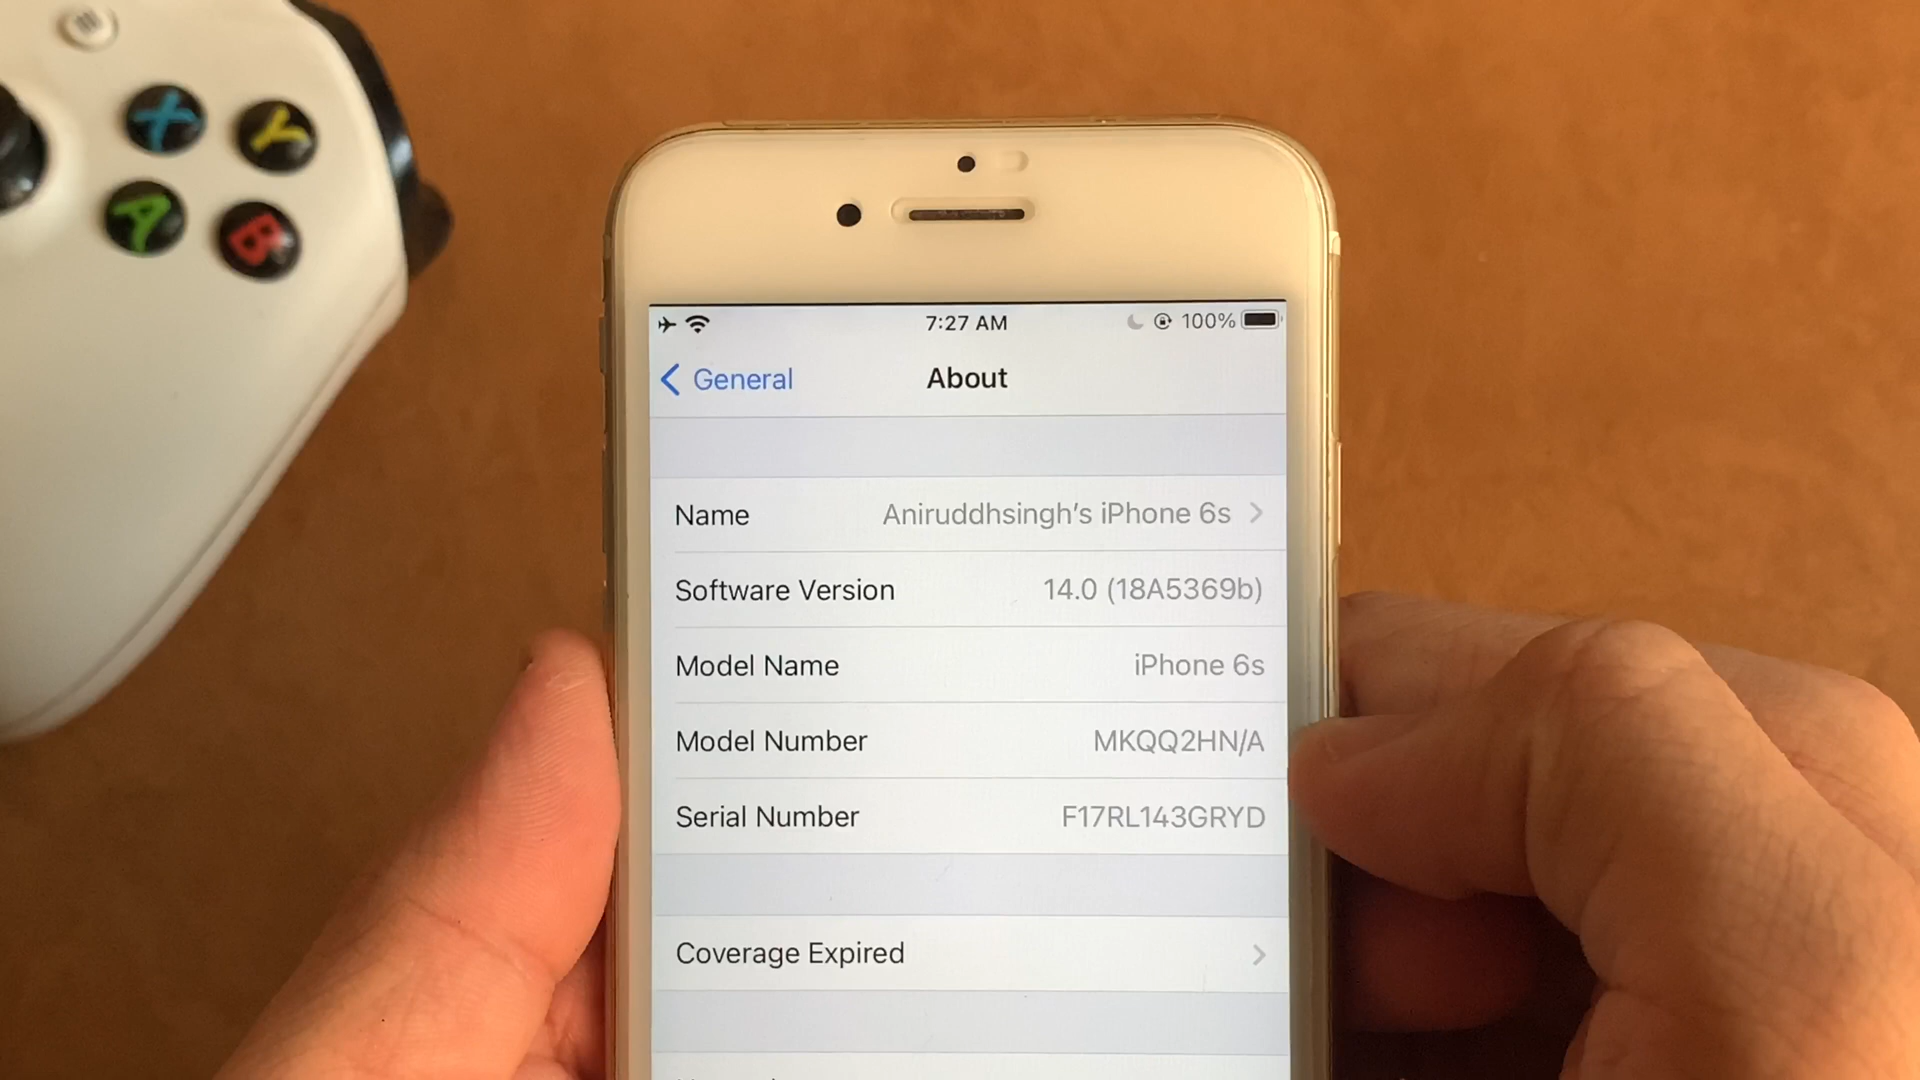 X
Y
A
B
7:27 AM
100%
General
About
Name
Aniruddhsingh's iPhone 6s
Software Version
14.0 (18A5369b)
Model Name
iPhone 6s
Model Number
MKQQ2HN/A
Serial Number
F17RL143GRYD
Coverage Expired